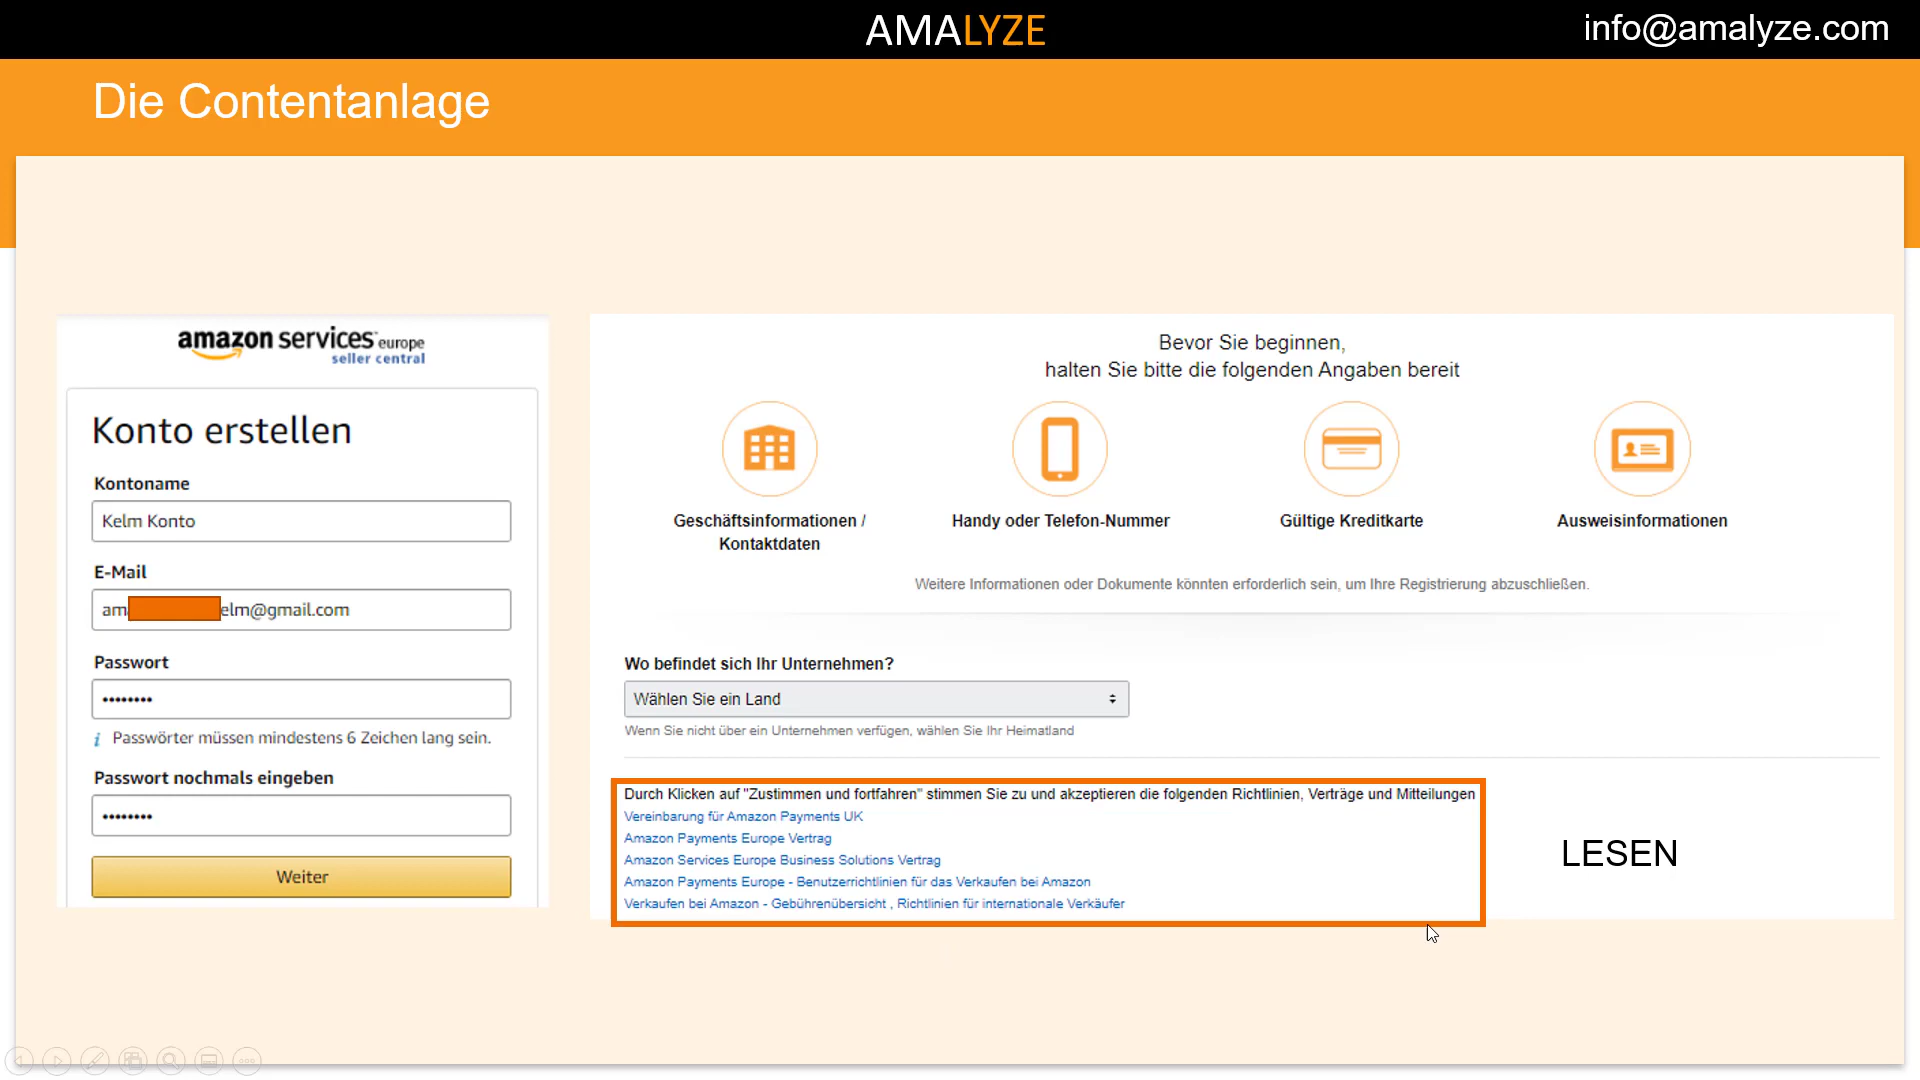 AMALYZE
info@amalyze.com
Die Contentanlage
amazon services europe
seller central
Konto erstellen
Kontoname
Kelm Konto
E-Mail
am elm@gmail.com
Passwort
••••••••
i Passwörter müssen mindestens 6 Zeichen lang sein.
Passwort nochmals eingeben
••••••••
Weiter
Bevor Sie beginnen,
halten Sie bitte die folgenden Angaben bereit
Geschäftsinformationen /
Kontaktdaten
Handy oder Telefon-Nummer
Gültige Kreditkarte
Ausweisinformationen
Weitere Informationen oder Dokumente könnten erforderlich sein, um Ihre Registrierung abzuschließen.
Wo befindet sich Ihr Unternehmen?
Wählen Sie ein Land
Wenn Sie nicht über ein Unternehmen verfügen, wählen Sie Ihr Heimatland
Durch Klicken auf "Zustimmen und fortfahren" stimmen Sie zu und akzeptieren die folgenden Richtlinien, Verträge und Mitteilungen
Vereinbarung für Amazon Payments UK
Amazon Payments Europe Vertrag
Amazon Services Europe Business Solutions Vertrag
Amazon Payments Europe - Benutzerrichtlinien für das Verkaufen bei Amazon
Verkaufen bei Amazon - Gebührenübersicht , Richtlinien für internationale Verkäufer
LESEN